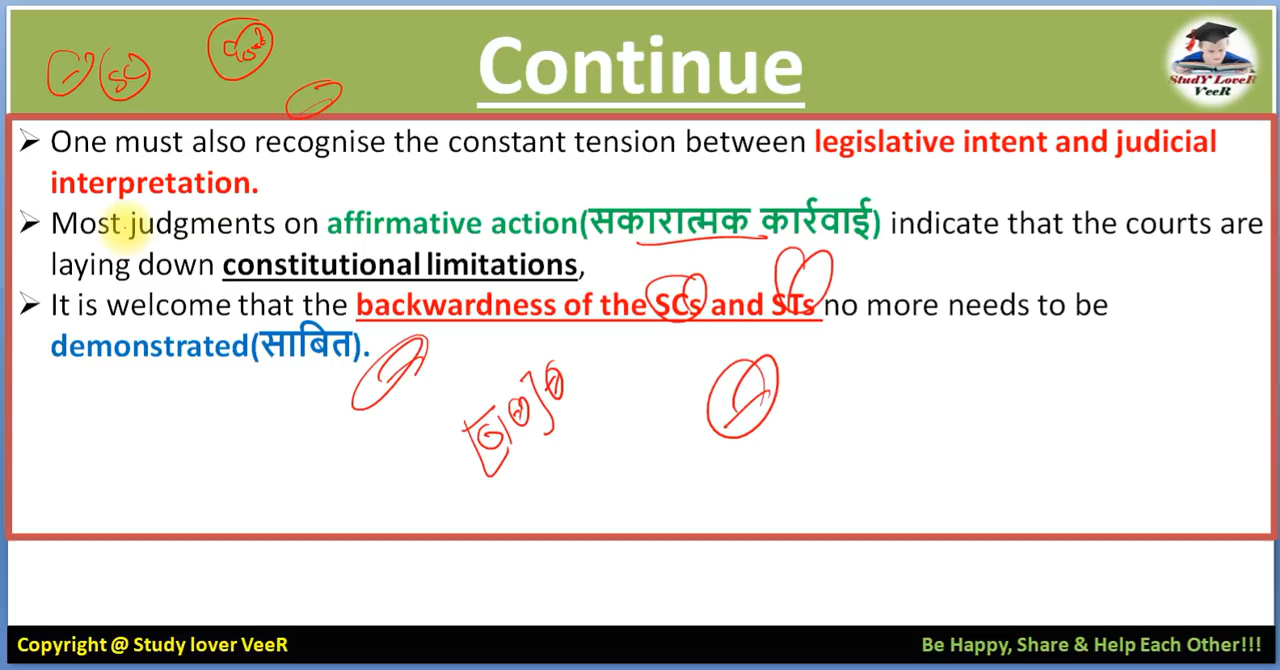 Continue
StudY LoveR
VeeR
➢ One must also recognise the constant tension between legislative intent and judicial
interpretation.
➢ Most judgments on affirmative action(सकारात्मक कार्रवाई) indicate that the courts are
laying down constitutional limitations,
➢ It is welcome that the backwardness of the SCs and STs no more needs to be
demonstrated(साबित).
Copyright @ Study lover VeeR
Be Happy, Share & Help Each Other!!!